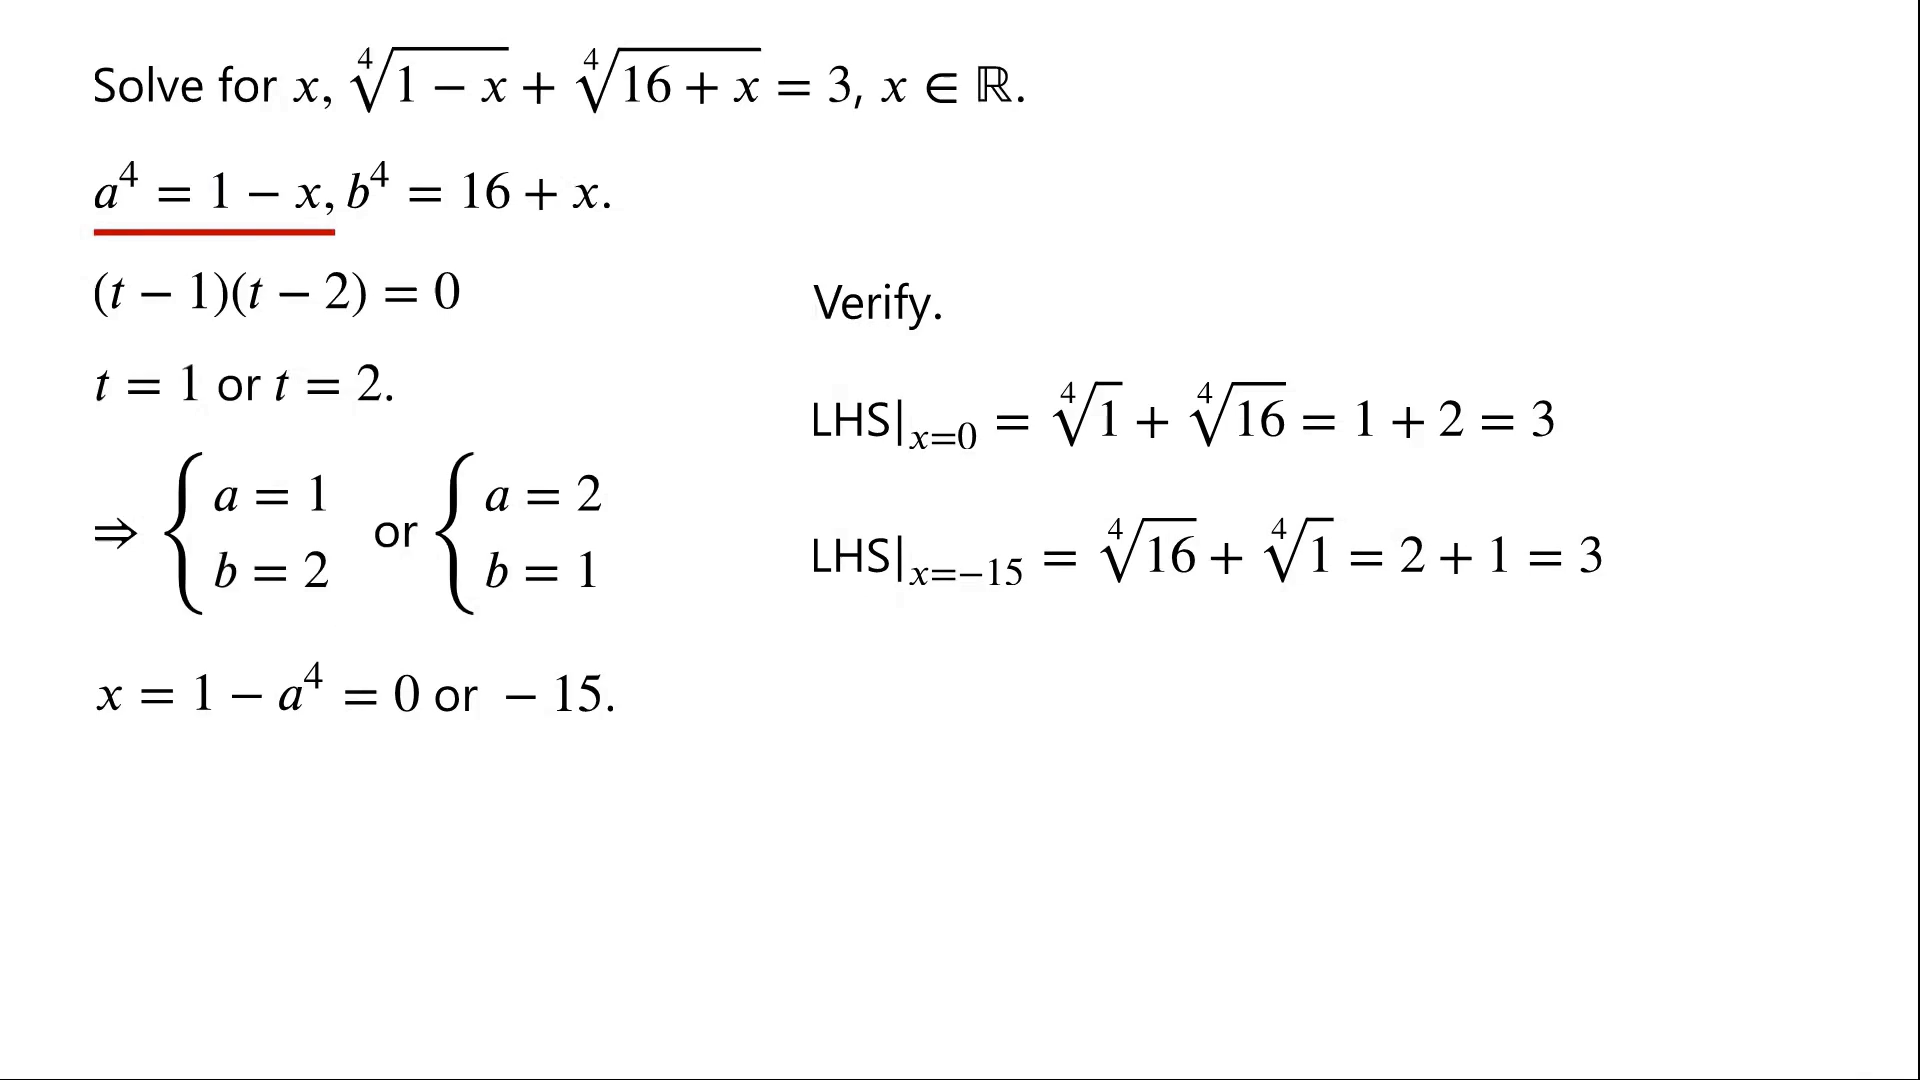 Solve for x, ∜(1 − x) + ∜(16 + x) = 3, x ∈ ℝ.
a⁴ = 1 − x, b⁴ = 16 + x.
(t − 1)(t − 2) = 0
t = 1 or t = 2.
⇒ { a = 1 b = 2 or { a = 2 b = 1
x = 1 − a⁴ = 0 or − 15.
Verify.
LHS|ₓ₌₀ = ∜1 + ∜16 = 1 + 2 = 3
LHS|ₓ₌₋₁₅ = ∜16 + ∜1 = 2 + 1 = 3